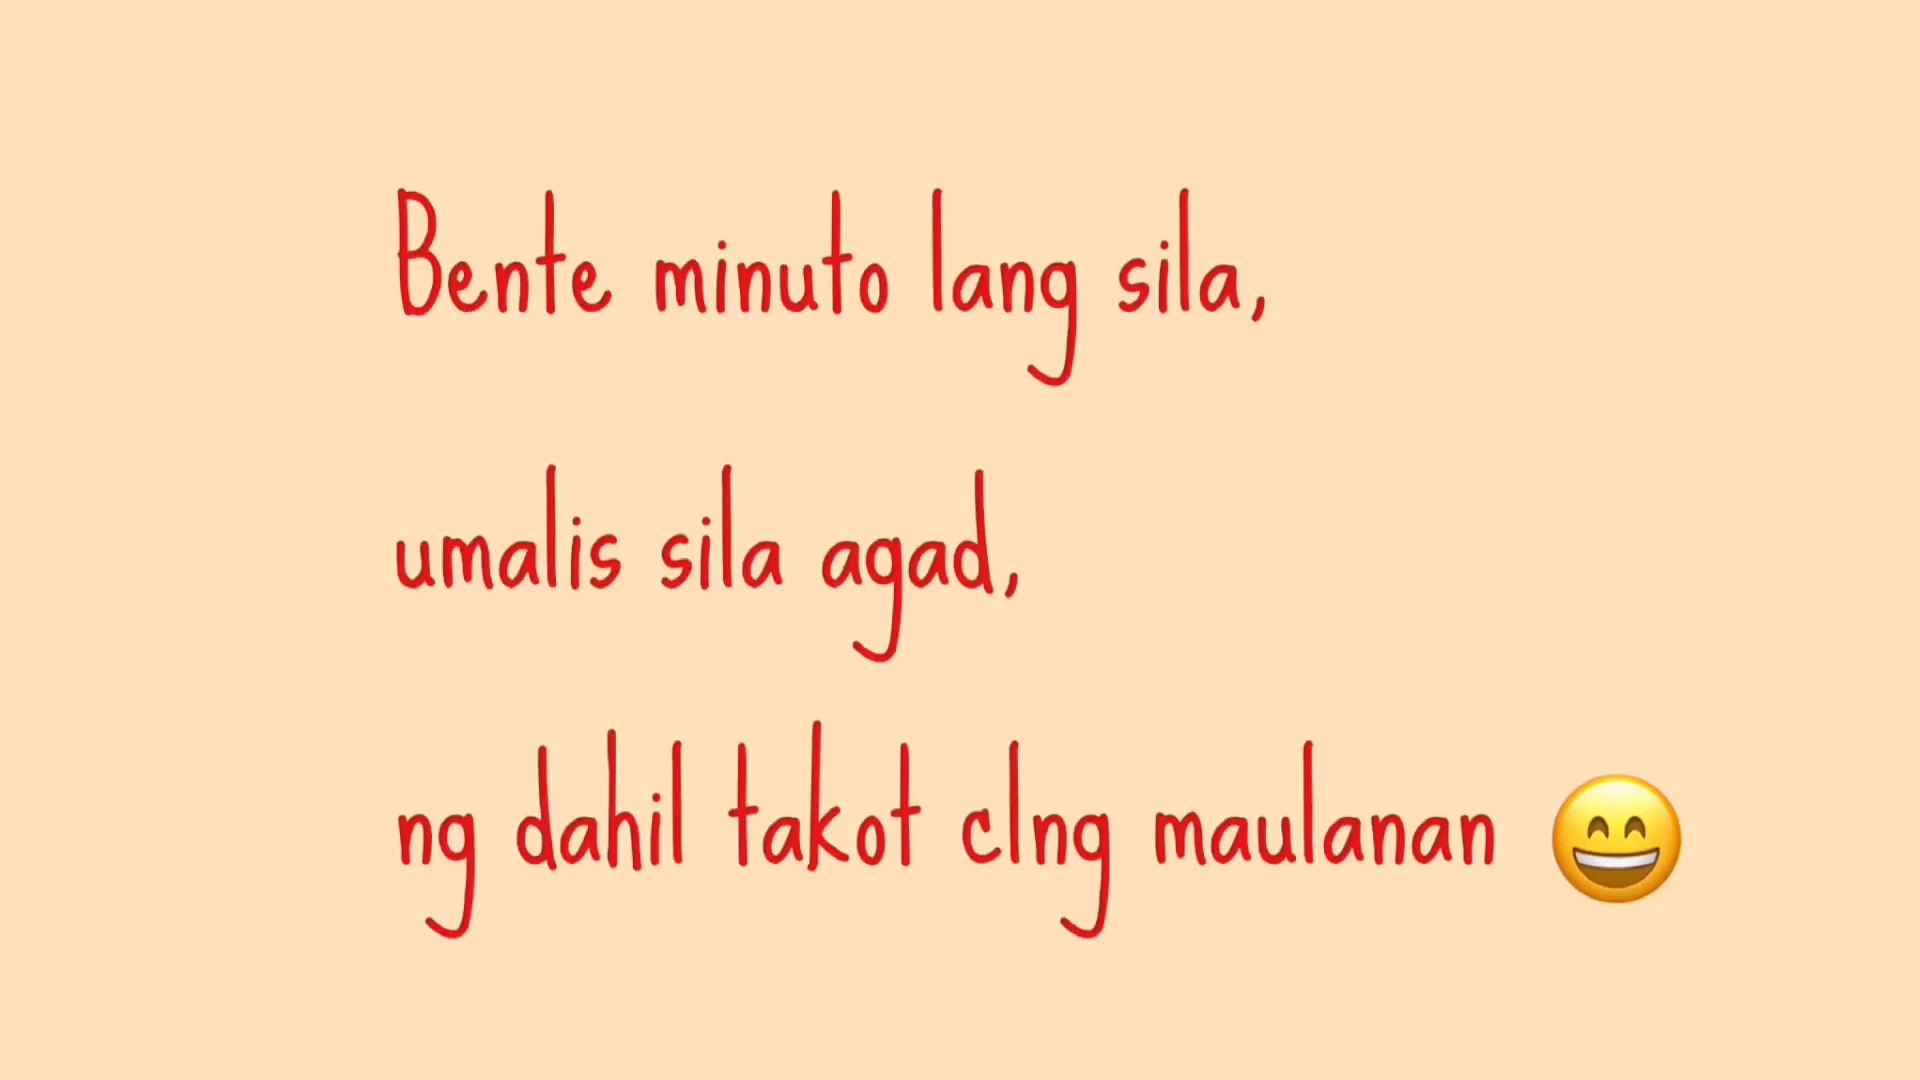 Bente minuto lang sila,
umalis sila agad,
ng dahil takot clng maulanan 😄